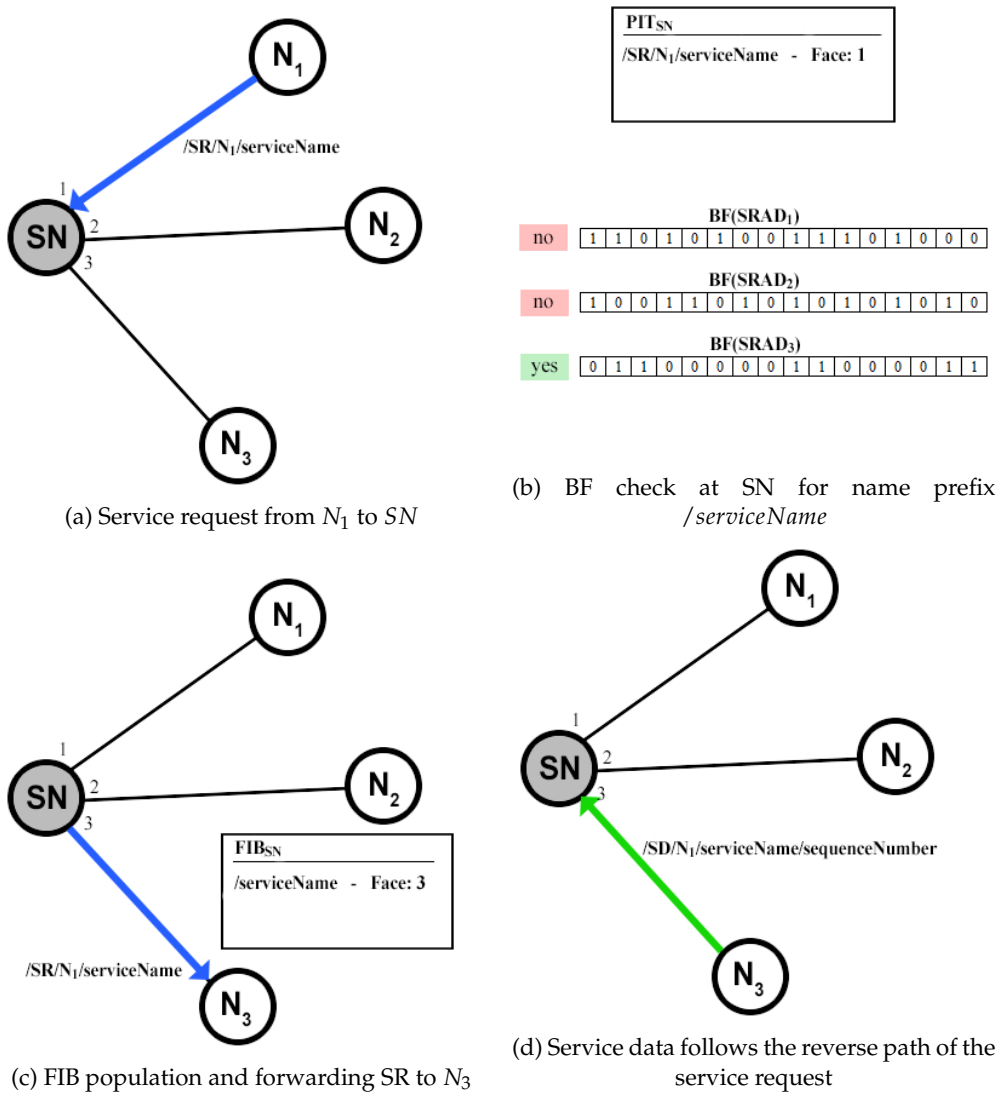 N1
/SR/N1/serviceName
1
SN
2
N2
3
N3
(a) Service request from N1 to SN
PITSN
/SR/N1/serviceName - Face: 1
BF(SRAD1)
no 1 1 0 1 0 1 0 0 1 1 1 0 1 0 0 0
BF(SRAD2)
no 1 0 0 1 1 0 1 0 1 0 1 0 1 0 1 0
BF(SRAD3)
yes 0 1 1 0 0 0 0 0 1 1 0 0 0 0 1 1
(b) BF check at SN for name prefix
/serviceName
N1
1
SN
2
N2
3
FIBSN
/serviceName - Face: 3
/SR/N1/serviceName
N3
(c) FIB population and forwarding SR to N3
N1
1
SN
2
N2
3
/SD/N1/serviceName/sequenceNumber
N3
(d) Service data follows the reverse path of the
service request